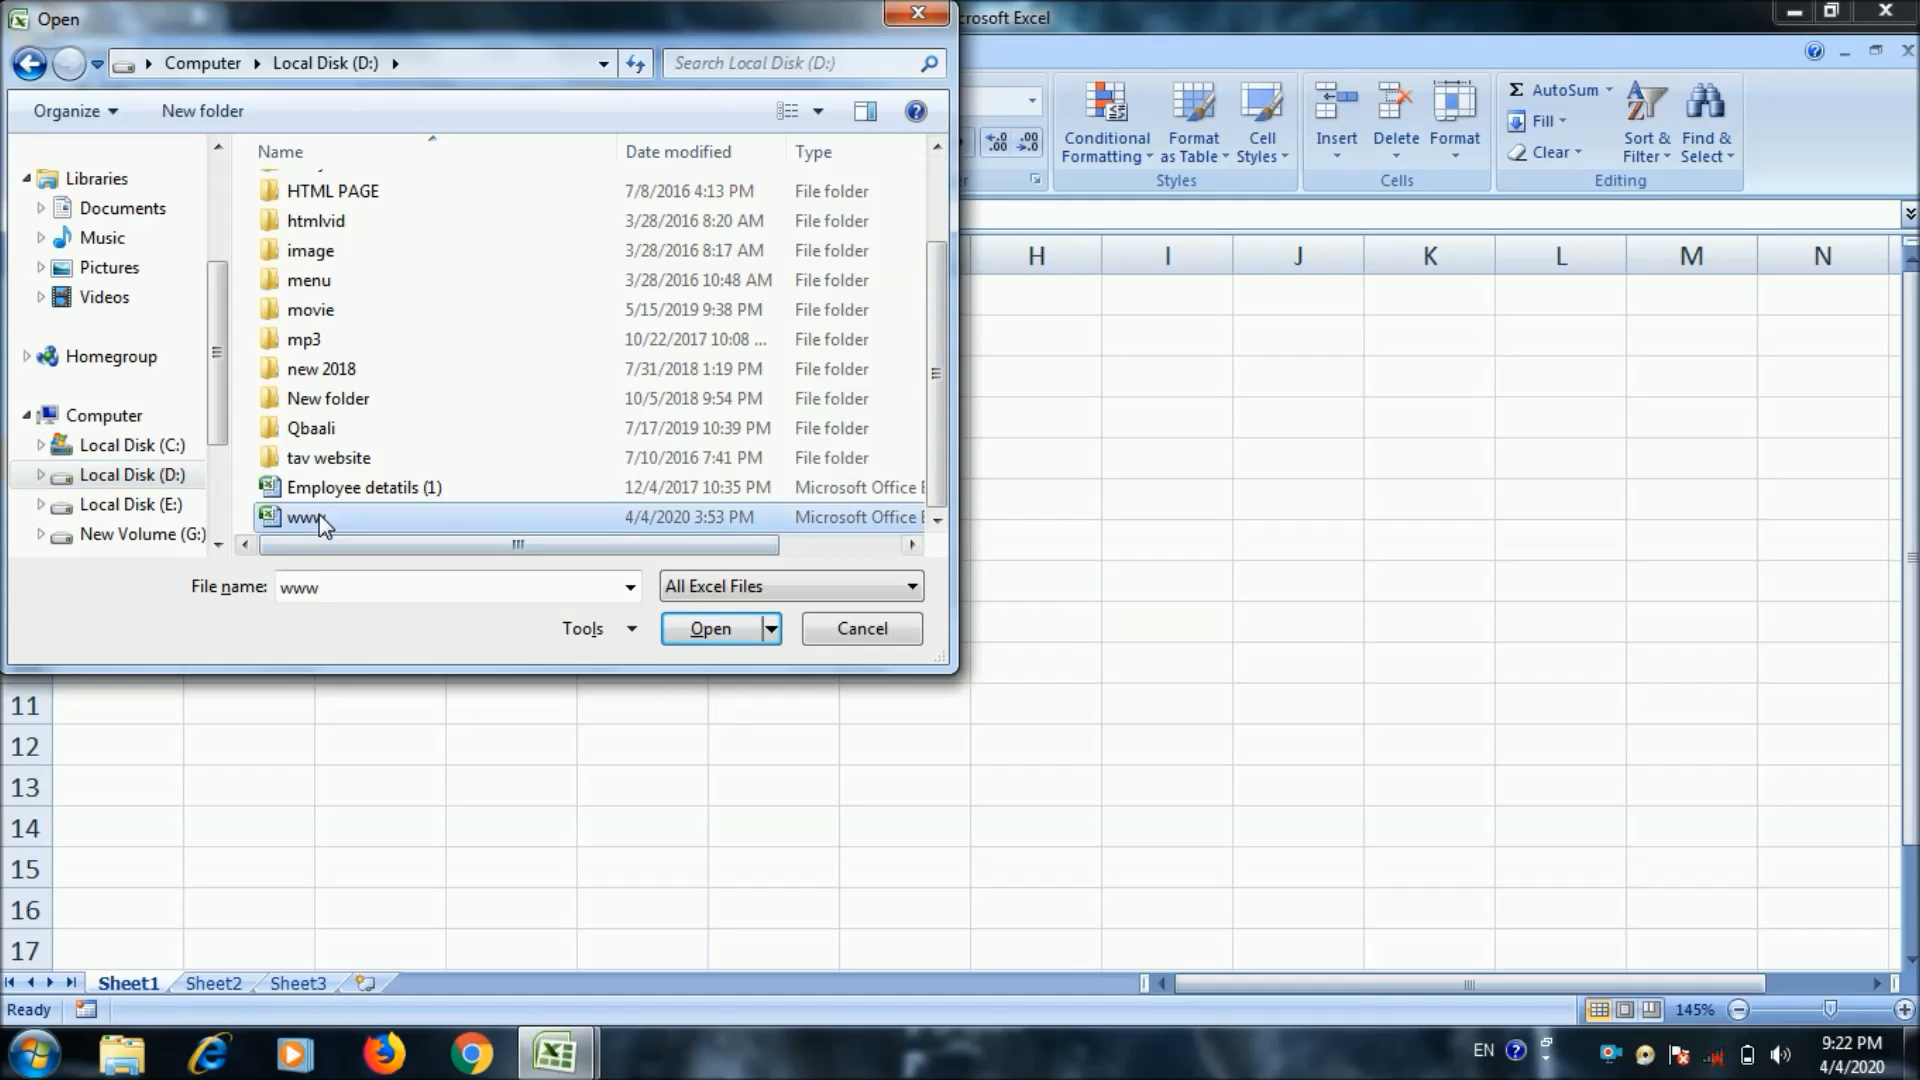 Open
crosoft Excel
Computer
Local Disk (D:)
Search Local Disk (D:)
Organize
New folder
Name
Date modified
Type
Libraries
Documents
Music
Pictures
Videos
Homegroup
Computer
Local Disk (C:)
Local Disk (D:)
Local Disk (E:)
New Volume (G:)
HTML PAGE 7/8/2016 4:13 PM File folder
htmlvid 3/28/2016 8:20 AM File folder
image 3/28/2016 8:17 AM File folder
menu 3/28/2016 10:48 AM File folder
movie 5/15/2019 9:38 PM File folder
mp3 10/22/2017 10:08 ... File folder
new 2018 7/31/2018 1:19 PM File folder
New folder 10/5/2018 9:54 PM File folder
Qbaali 7/17/2019 10:39 PM File folder
tav website 7/10/2016 7:41 PM File folder
Employee detatils (1) 12/4/2017 10:35 PM Microsoft Office E
www 4/4/2020 3:53 PM Microsoft Office E
File name: www
All Excel Files
Tools
Open
Cancel
Conditional Formatting
Format as Table
Cell Styles
Styles
Insert
Delete
Format
Cells
Σ AutoSum
Fill
Clear
Sort & Filter
Find & Select
Editing
H I J K L M N
11
12
13
14
15
16
17
Sheet1
Sheet2
Sheet3
Ready
145%
EN
9:22 PM
4/4/2020